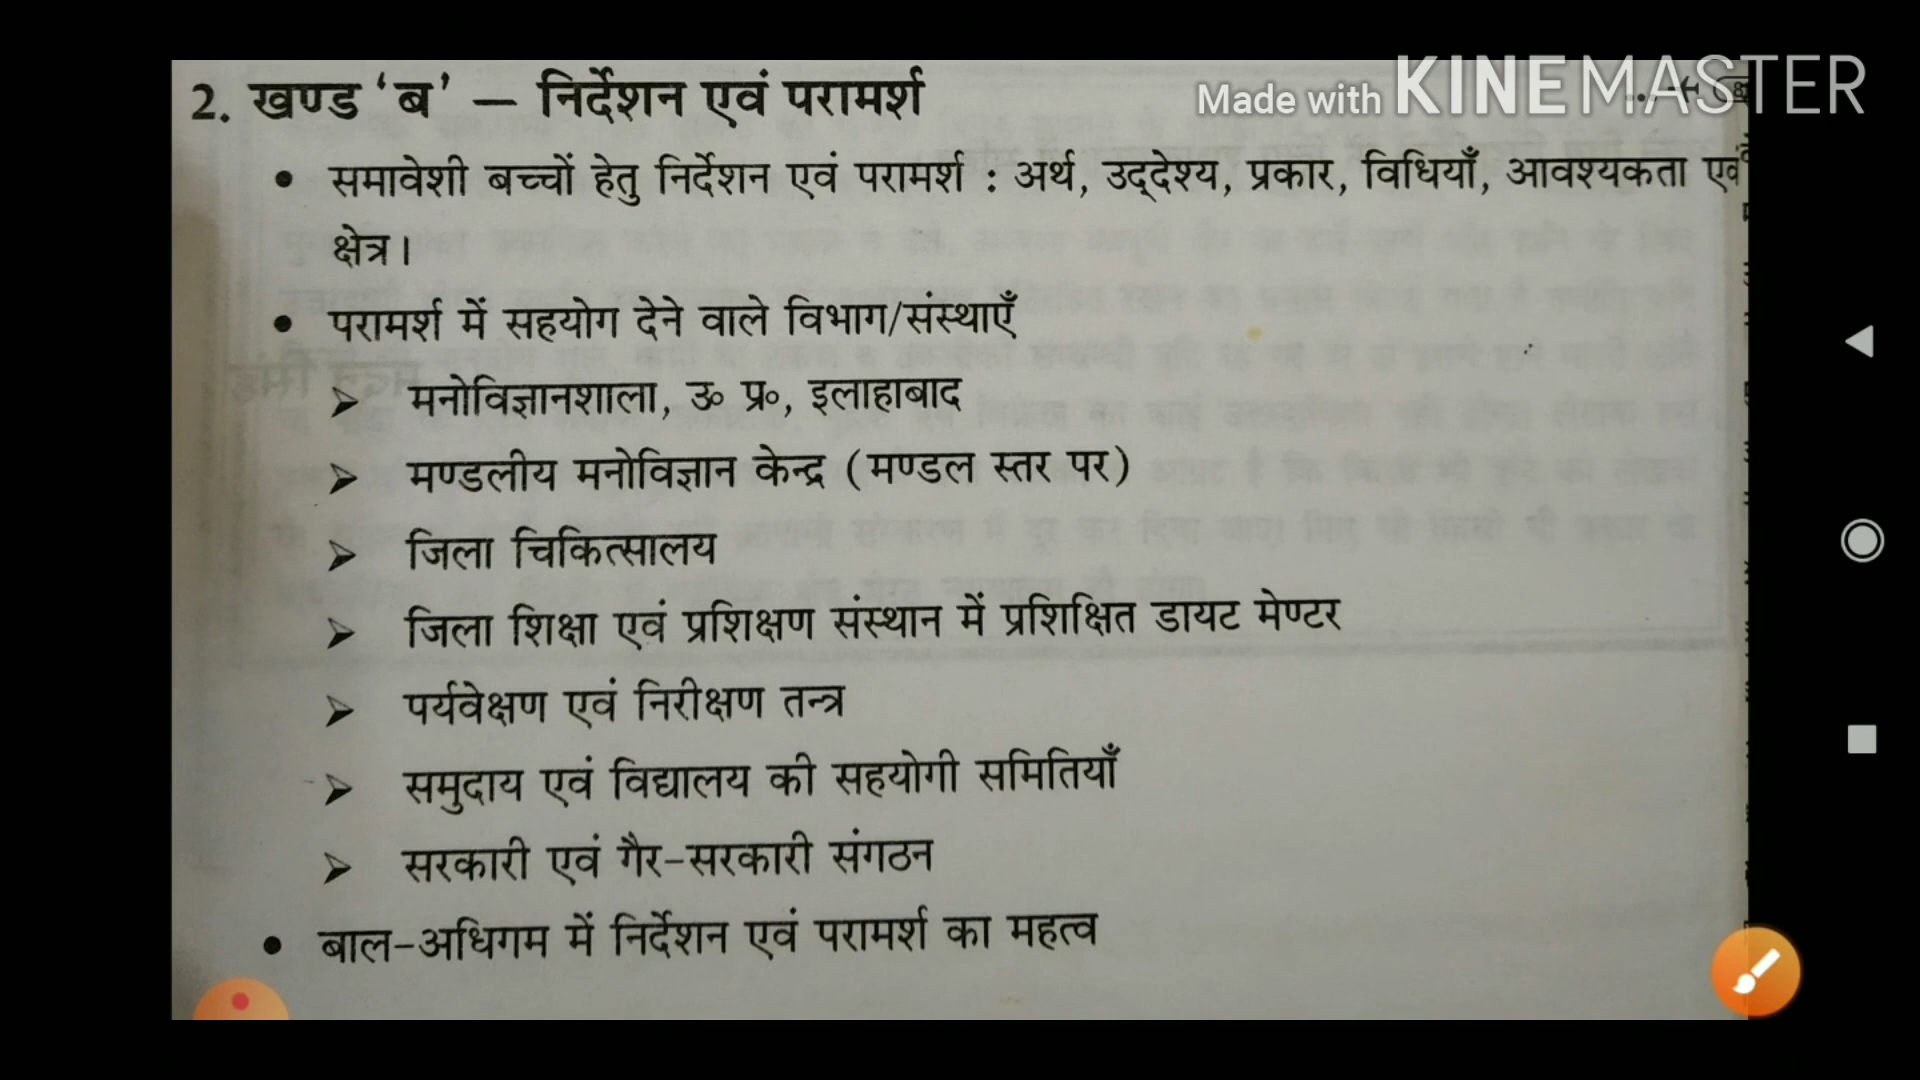 2. खण्ड 'ब' — निर्देशन एवं परामर्श
Made with KINEMASTER
• समावेशी बच्चों हेतु निर्देशन एवं परामर्श : अर्थ, उद्देश्य, प्रकार, विधियाँ, आवश्यकता एवं
क्षेत्र।
• परामर्श में सहयोग देने वाले विभाग/संस्थाएँ
➢ मनोविज्ञानशाला, उ० प्र०, इलाहाबाद
➢ मण्डलीय मनोविज्ञान केन्द्र (मण्डल स्तर पर)
➢ जिला चिकित्सालय
➢ जिला शिक्षा एवं प्रशिक्षण संस्थान में प्रशिक्षित डायट मेण्टर
➢ पर्यवेक्षण एवं निरीक्षण तन्त्र
➢ समुदाय एवं विद्यालय की सहयोगी समितियाँ
➢ सरकारी एवं गैर-सरकारी संगठन
• बाल-अधिगम में निर्देशन एवं परामर्श का महत्व